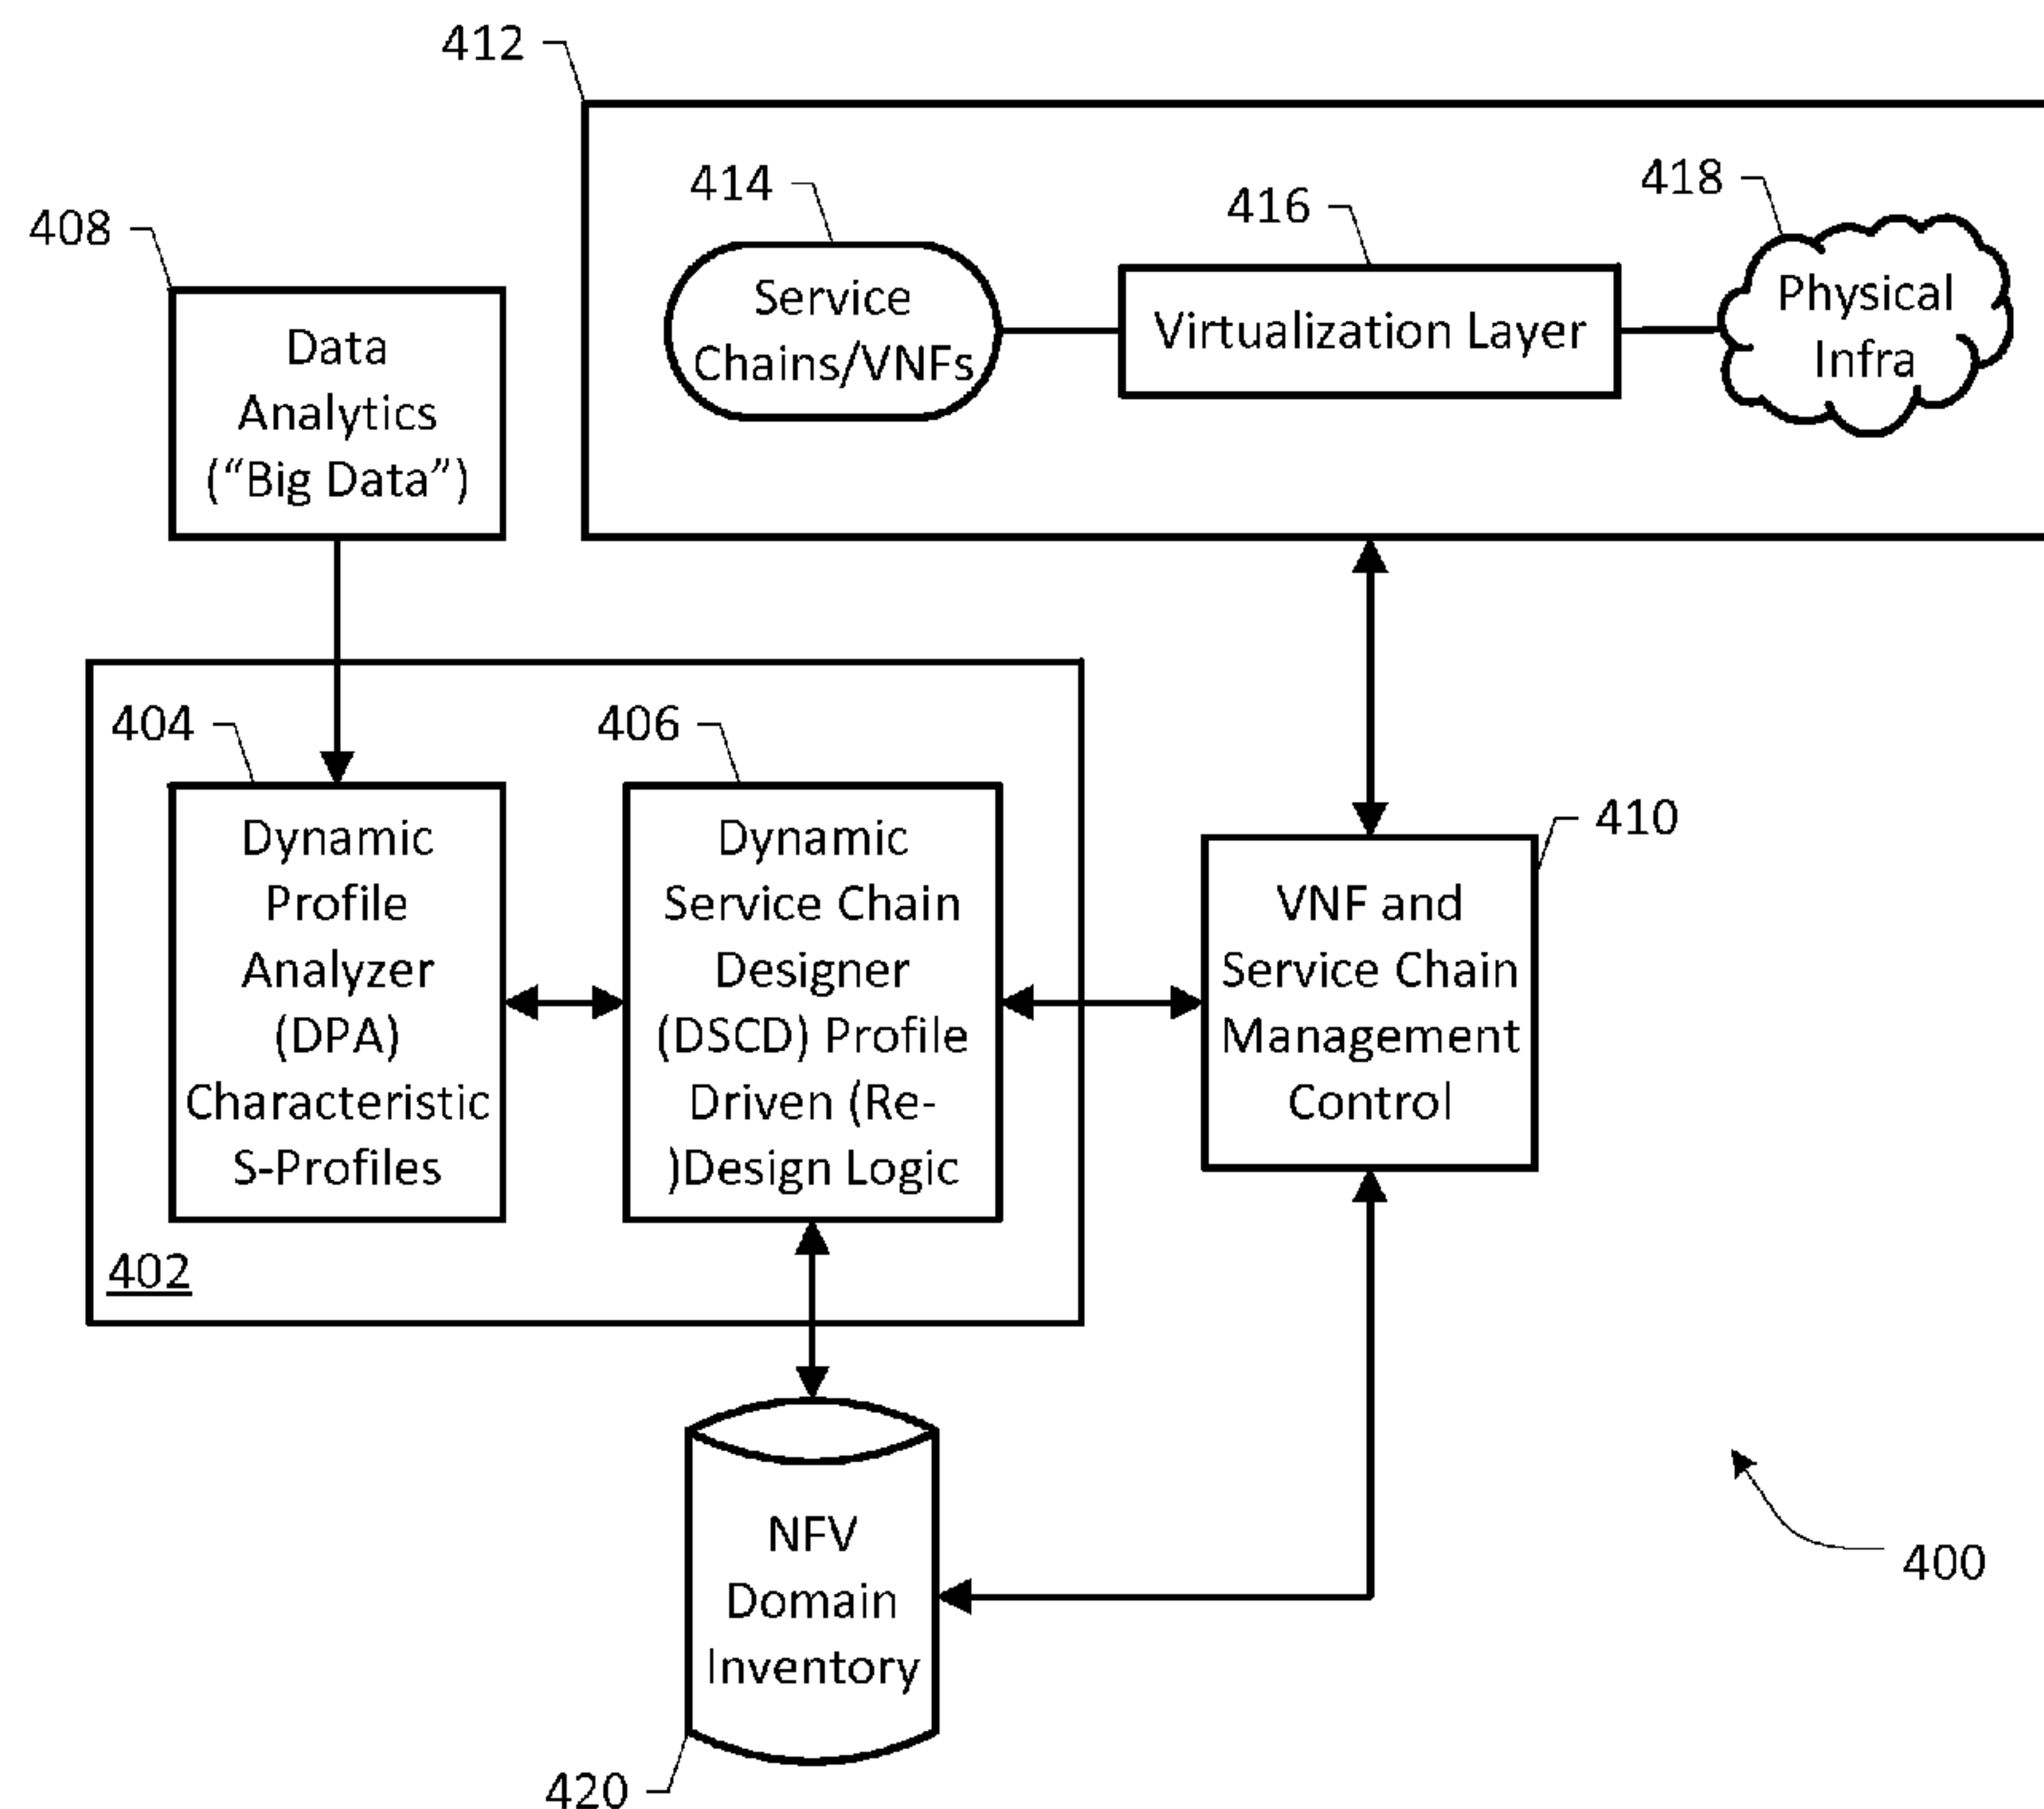 412
414
Service
Chains/VNFs
416
Virtualization Layer
418
Physical
Infra
408
Data
Analytics
(“Big Data”)
404
Dynamic
Profile
Analyzer
(DPA)
Characteristic
S-Profiles
406
Dynamic
Service Chain
Designer
(DSCD) Profile
Driven (Re-
)Design Logic
402
410
VNF and
Service Chain
Management
Control
NFV
Domain
Inventory
420
400